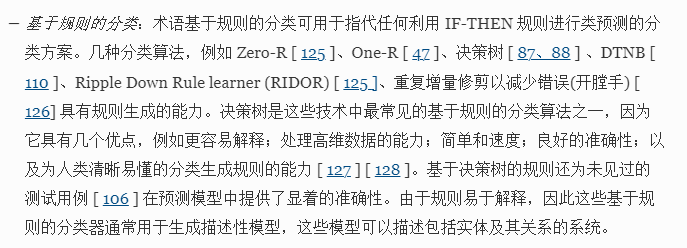 – 基于规则的分类：术语基于规则的分类可用于指代任何利用 IF-THEN 规则进行类预测的分
类方案。几种分类算法，例如 Zero-R [ 125 ]、One-R [ 47 ]、决策树 [ 87、88 ] 、DTNB [
110 ]、Ripple Down Rule learner (RIDOR) [ 125 ]、重复增量修剪以减少错误(开膛手) [
126] 具有规则生成的能力。决策树是这些技术中最常见的基于规则的分类算法之一，因为
它具有几个优点，例如更容易解释；处理高维数据的能力；简单和速度；良好的准确性；以
及为人类清晰易懂的分类生成规则的能力 [ 127 ] [ 128 ]。基于决策树的规则还为未见过的
测试用例 [ 106 ] 在预测模型中提供了显着的准确性。由于规则易于解释，因此这些基于规
则的分类器通常用于生成描述性模型，这些模型可以描述包括实体及其关系的系统。